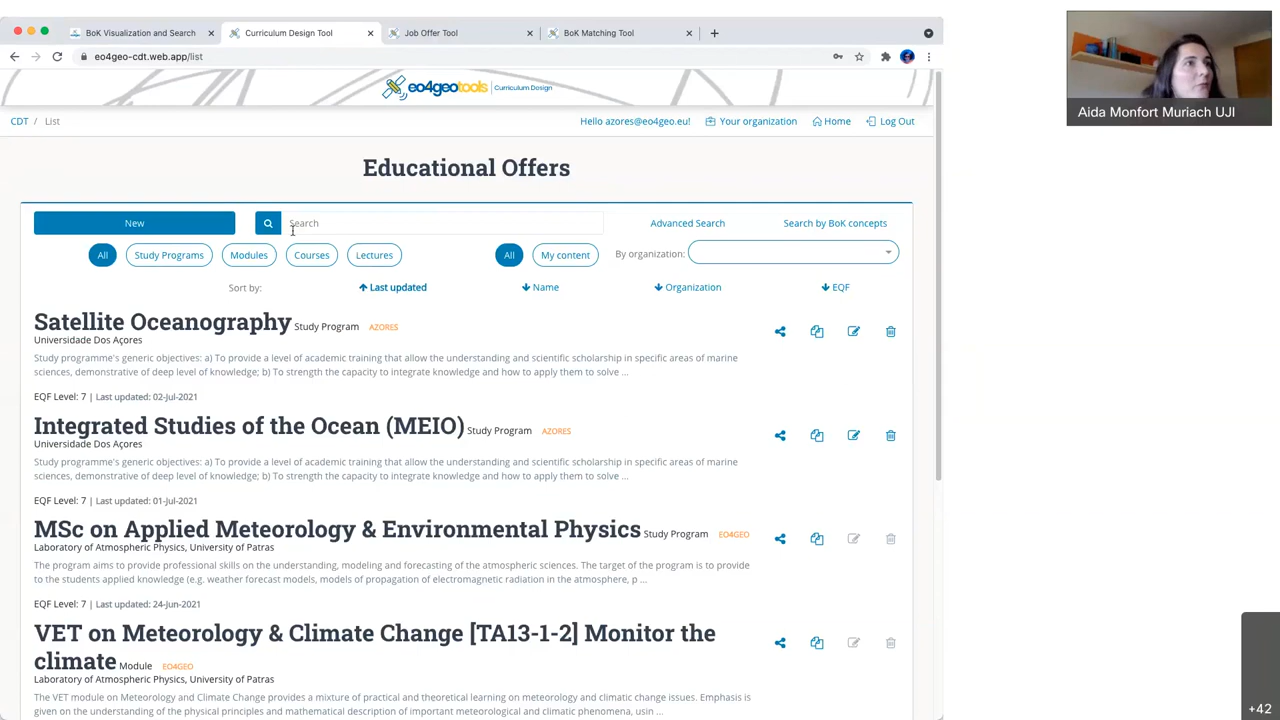 BoK Visualization and Search
Curriculum Design Tool
Job Offer Tool
BoK Matching Tool
eo4geo-cdt.web.app/list
eo4geotools Curriculum Design
Aida Monfort Muriach UJI
CDT / List
Hello azores@eo4geo.eu! Your organization Home Log Out
Educational Offers
New Search Advanced Search Search by BoK concepts
All Study Programs Modules Courses Lectures All My content By organization:
Sort by: Last updated Name Organization EQF
Satellite Oceanography Study Program AZORES
Universidade Dos Açores
Study programme's generic objectives: a) To provide a level of academic training that allow the understanding and scientific scholarship in specific areas of marine
sciences, demonstrative of deep level of knowledge; b) To strength the capacity to integrate knowledge and how to apply them to solve ...
EQF Level: 7 | Last updated: 02-Jul-2021
Integrated Studies of the Ocean (MEIO) Study Program AZORES
Universidade Dos Açores
Study programme's generic objectives: a) To provide a level of academic training that allow the understanding and scientific scholarship in specific areas of marine
sciences, demonstrative of deep level of knowledge; b) To strength the capacity to integrate knowledge and how to apply them to solve ...
EQF Level: 7 | Last updated: 01-Jul-2021
MSc on Applied Meteorology & Environmental Physics Study Program EO4GEO
Laboratory of Atmospheric Physics, University of Patras
The program aims to provide professional skills on the understanding, modeling and forecasting of the atmospheric sciences. The target of the program is to provide
to the students applied knowledge (e.g. weather forecast models, models of propagation of electromagnetic radiation in the atmosphere, p ...
EQF Level: 7 | Last updated: 24-Jun-2021
VET on Meteorology & Climate Change [TA13-1-2] Monitor the
climate Module EO4GEO
Laboratory of Atmospheric Physics, University of Patras
The VET module on Meteorology and Climate Change provides a mixture of practical and theoretical learning on meteorology and climatic change issues. Emphasis is
given on the understanding of the physical principles and mathematical description of important meteorological and climatic phenomena, usin ...
+42